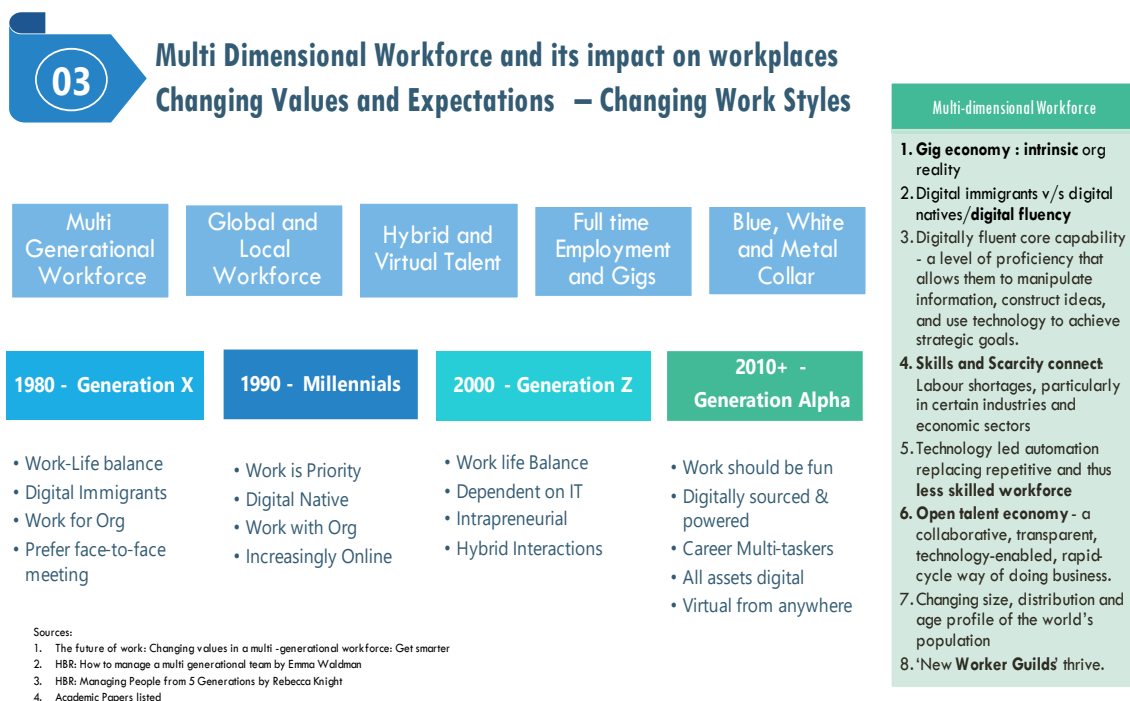 03
Multi Dimensional Workforce and its impact on workplaces
Changing Values and Expectations – Changing Work Styles
Multi
Generational
Workforce
Global and
Local
Workforce
Hybrid and
Virtual Talent
Full time
Employment
and Gigs
Blue, White
and Metal
Collar
1980 - Generation X
• Work-Life balance
• Digital Immigrants
• Work for Org
• Prefer face-to-face
meeting
1990 - Millennials
• Work is Priority
• Digital Native
• Work with Org
• Increasingly Online
2000 - Generation Z
• Work life Balance
• Dependent on IT
• Intrapreneurial
• Hybrid Interactions
2010+ -
Generation Alpha
• Work should be fun
• Digitally sourced &
powered
• Career Multi-taskers
• All assets digital
• Virtual from anywhere
Sources:
1. The future of work: Changing values in a multi -generational workforce: Get smarter
2. HBR: How to manage a multi generational team by Emma Waldman
3. HBR: Managing People from 5 Generations by Rebecca Knight
4. Academic Papers listed
Multi-dimensional Workforce
1. Gig economy : intrinsic org
reality
2. Digital immigrants v/s digital
natives/digital fluency
3. Digitally fluent core capability
- a level of proficiency that
allows them to manipulate
information, construct ideas,
and use technology to achieve
strategic goals.
4. Skills and Scarcity connect:
Labour shortages, particularly
in certain industries and
economic sectors
5. Technology led automation
replacing repetitive and thus
less skilled workforce
6. Open talent economy - a
collaborative, transparent,
technology-enabled, rapid-
cycle way of doing business.
7. Changing size, distribution and
age profile of the world's
population
8. 'New Worker Guilds' thrive.